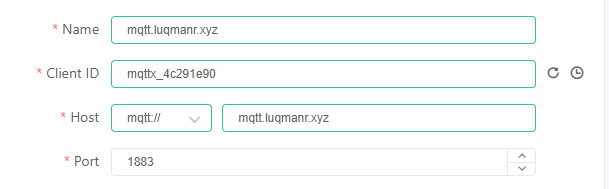 * Name mqtt.luqmanr.xyz
* Client ID mqttx_4c291e90
* Host mqtt:// mqtt.luqmanr.xyz
* Port 1883